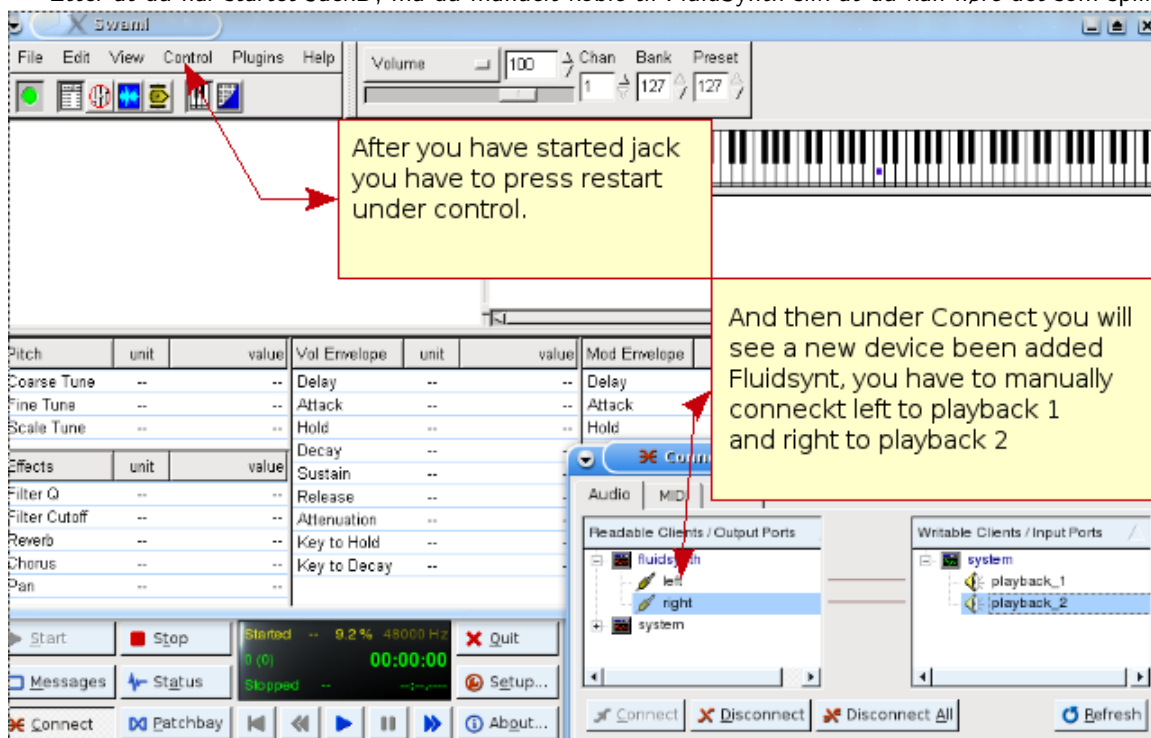 Swami
File Edit View Control Plugins Help
Volume 100 Chan Bank Preset
1 127 127
After you have started jack
you have to press restart
under control.
And then under Connect you will
see a new device been added
Fluidsynt, you have to manually
conneckt left to playback 1
and right to playback 2
Pitch unit value
Coarse Tune -- --
Fine Tune -- --
Scale Tune -- --
Effects unit value
Filter Q -- --
Filter Cutoff -- --
Reverb -- --
Chorus -- --
Pan -- --
Vol Envelope unit value
Delay -- --
Attack -- --
Hold -- --
Decay -- --
Sustain -- --
Release --
Attenuation --
Key to Hold --
Key to Decay --
Mod Envelope
Delay
Attack
Hold
Audio MIDI
Readable Clients / Output Ports
fluidsynth
left
right
system
Writable Clients / Input Ports
system
playback_1
playback_2
Connect Disconnect Disconnect All Refresh
Start Stop Started -- 9.2 % 48000 Hz Quit
0 (0) 00:00:00
Messages Status Stopped -- --:--.---- Setup...
Connect Patchbay About...